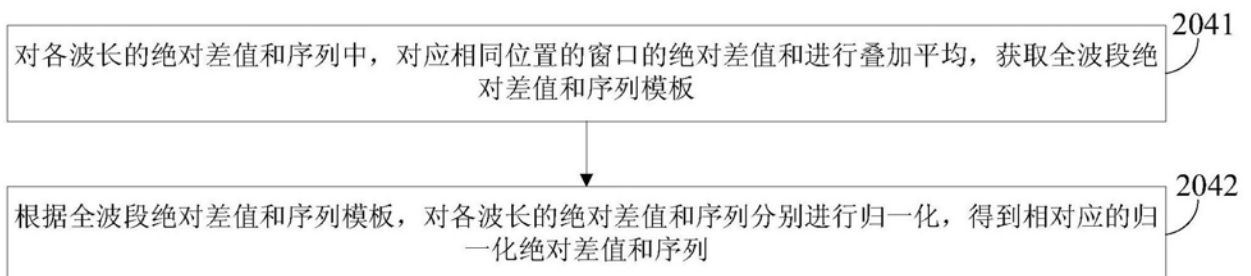 2041
对各波长的绝对差值和序列中，对应相同位置的窗口的绝对差值和进行叠加平均，获取全波段绝
对差值和序列模板
2042
根据全波段绝对差值和序列模板，对各波长的绝对差值和序列分别进行归一化，得到相对应的归
一化绝对差值和序列